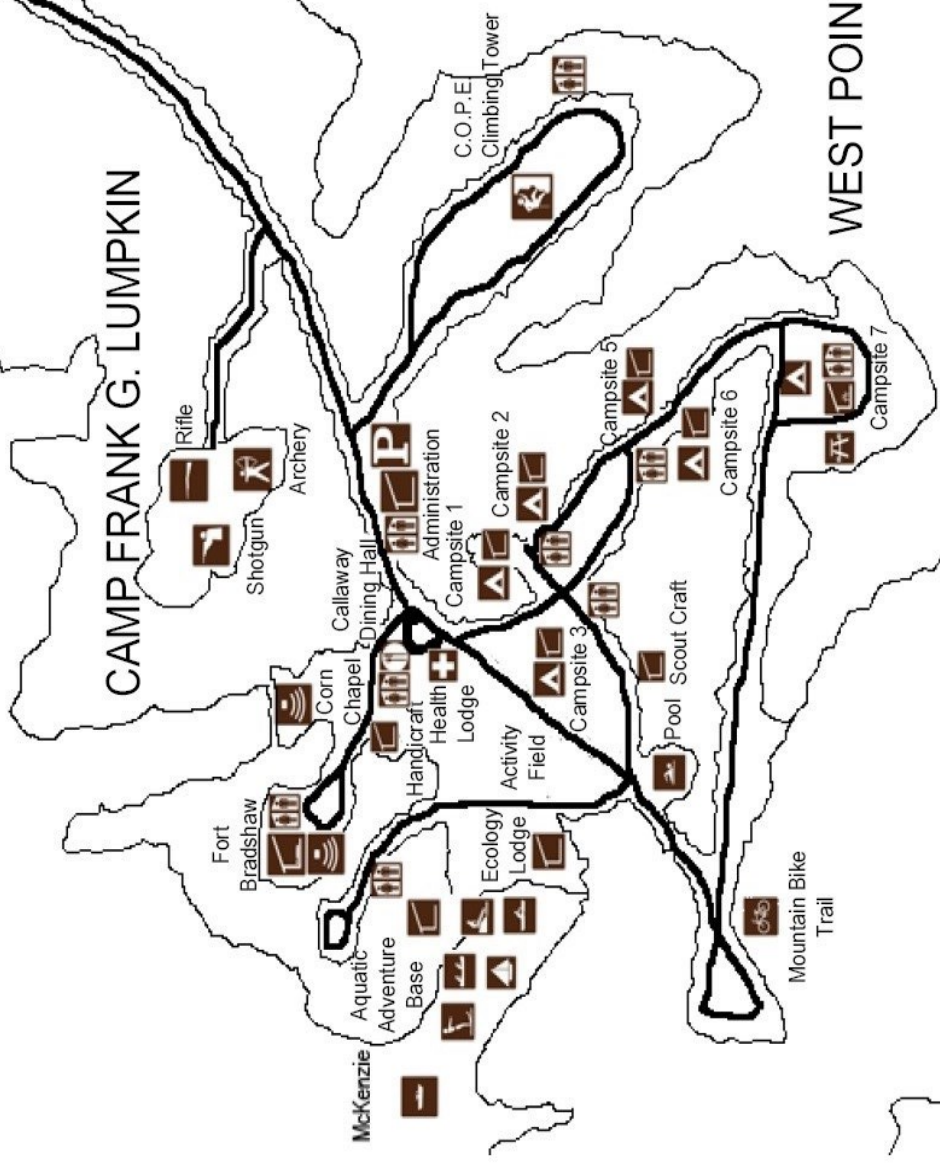 CAMP FRANK G. LUMPKIN
WEST POIN
C.O.P.E.
Climbing Tower
Rifle
Archery
Shotgun
P
Administration
Callaway
Dining Hall
Campsite 1
Campsite 2
Campsite 5
Campsite 6
Campsite 7
Campsite 3
Corn
Chapel
Handicraft
Health
Lodge
Activity
Field
Scout Craft
Pool
Fort
Bradshaw
Ecology
Lodge
Aquatic
Adventure
Base
McKenzie
Mountain Bike
Trail